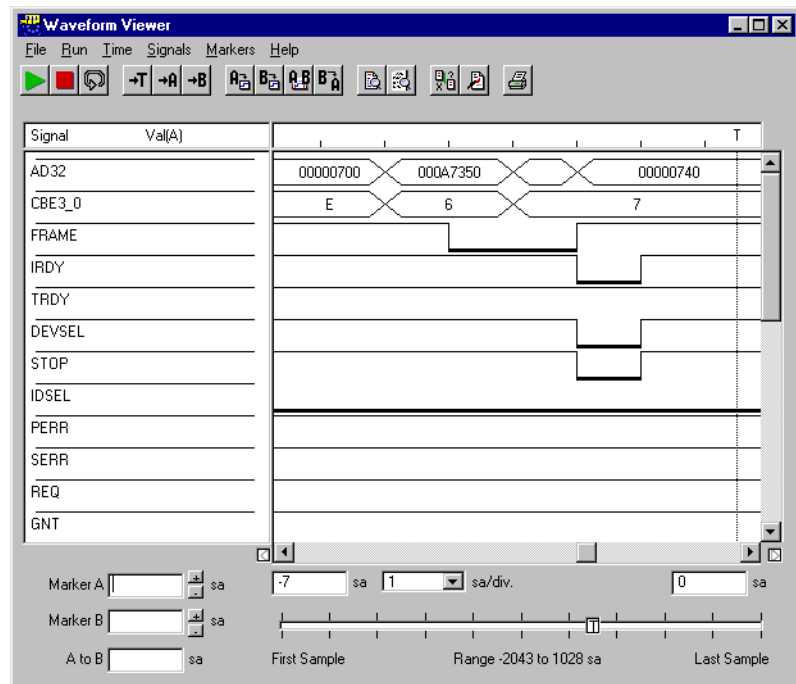 Waveform Viewer
File Run Time Signals Markers Help
→T →A →B A B A B B A
Signal Val(A) T
AD32 00000700 000A7350 00000740
CBE3_0 E 6 7
FRAME
IRDY
TRDY
DEVSEL
STOP
IDSEL
PERR
SERR
REQ
GNT
Marker A + - sa -7 sa 1 sa/div. 0 sa
Marker B + - sa T
A to B sa First Sample Range -2043 to 1028 sa Last Sample